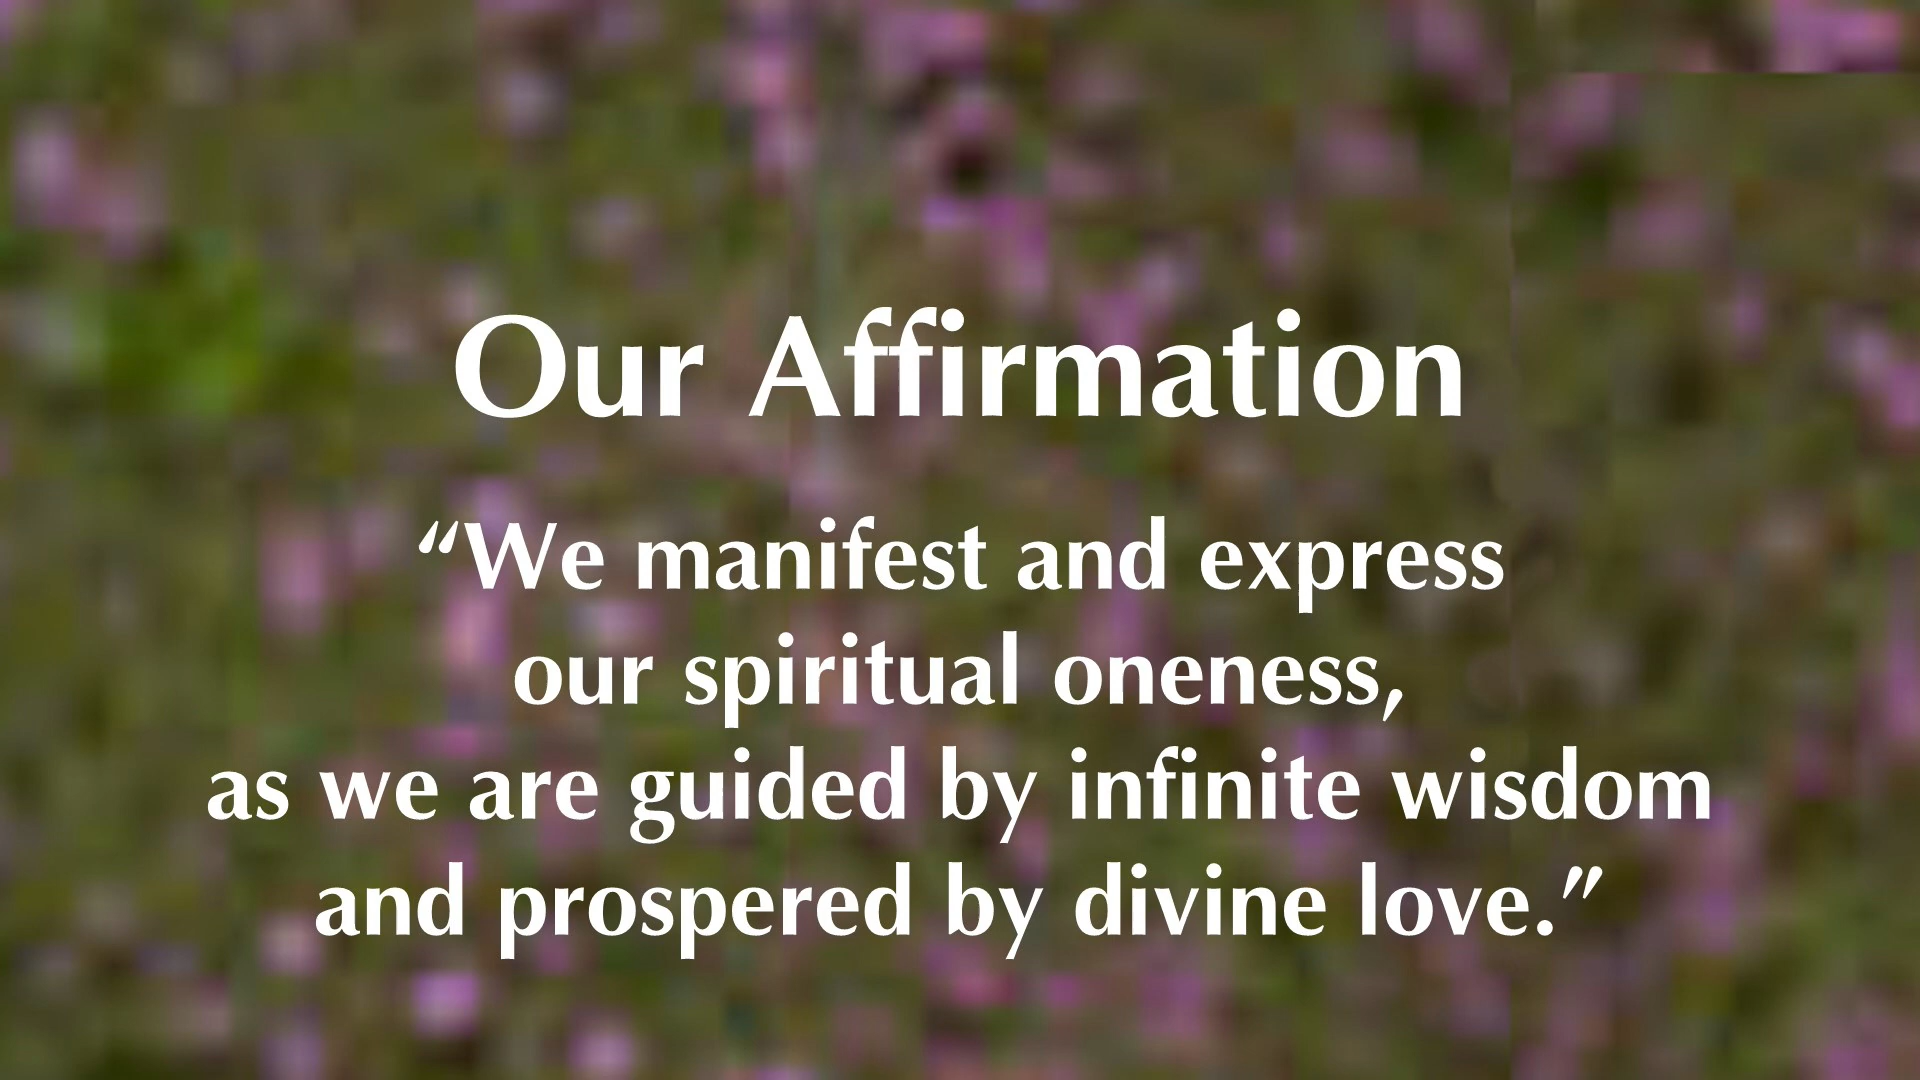 Our Affirmation
“We manifest and express
our spiritual oneness,
as we are guided by infinite wisdom
and prospered by divine love.”